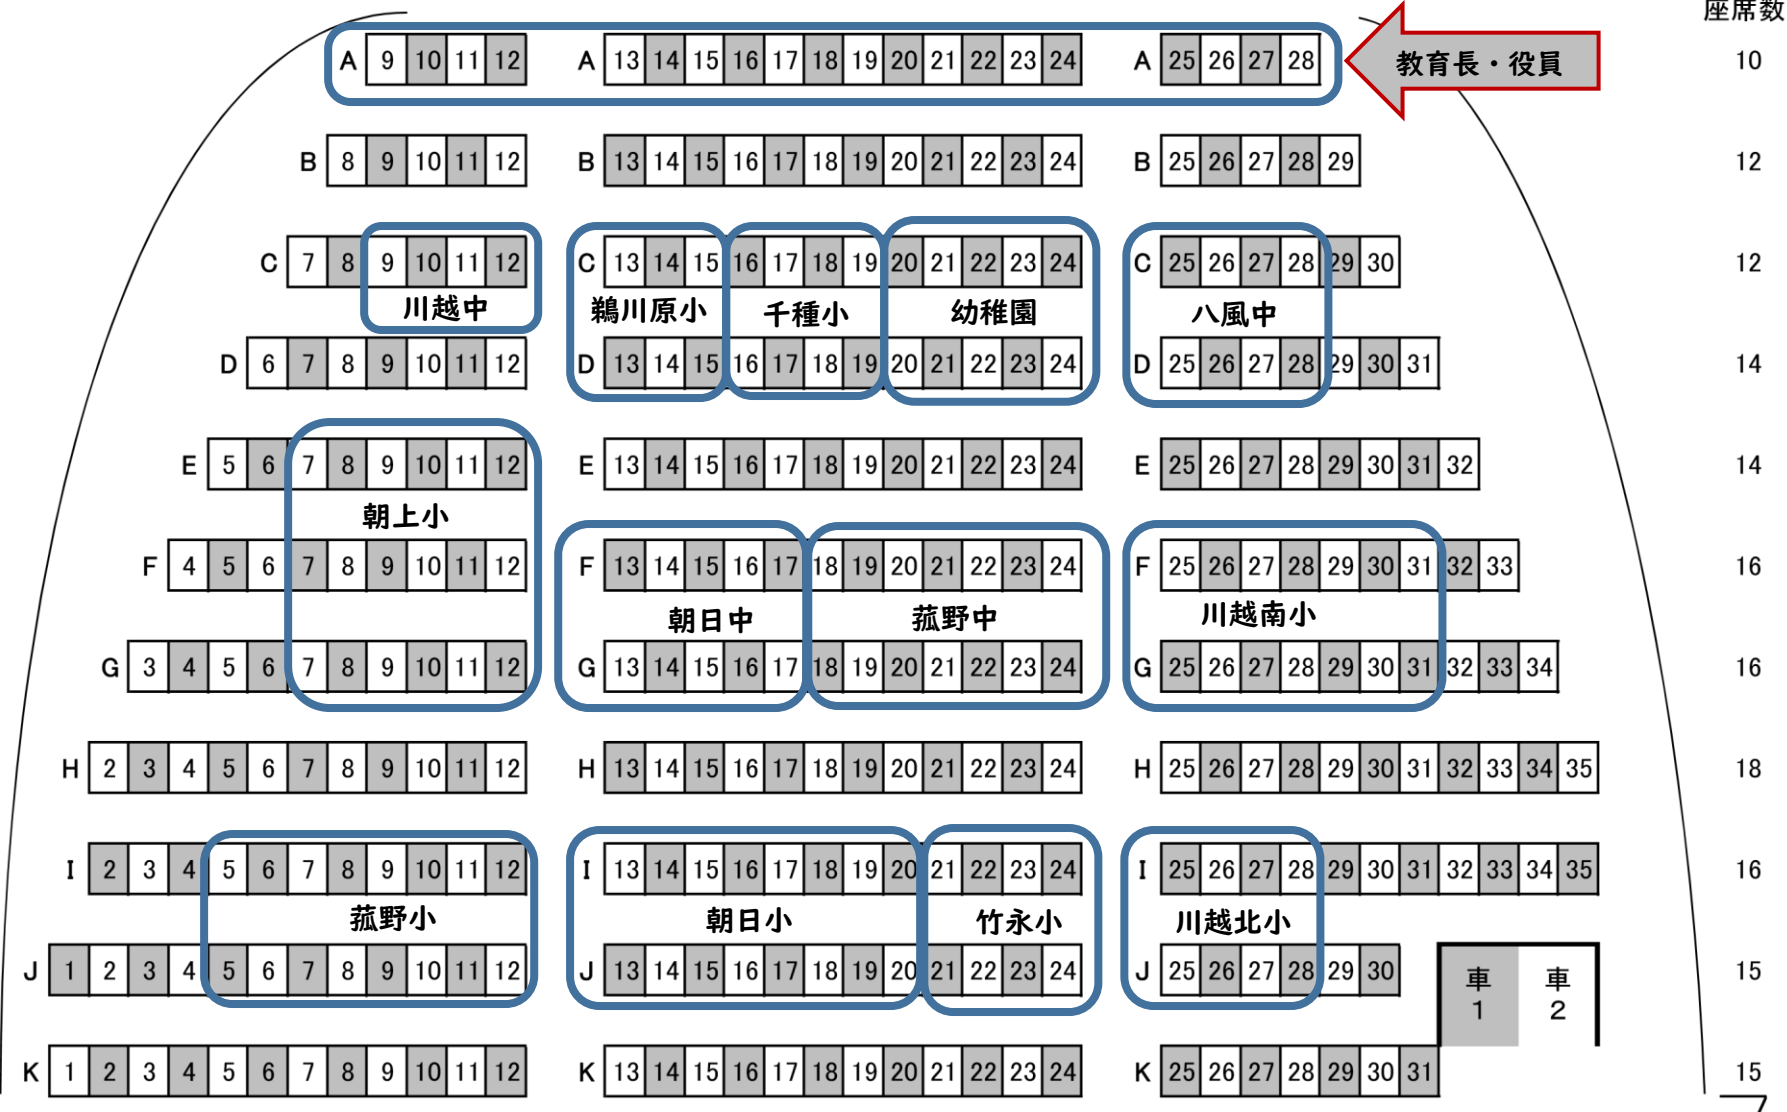 座席数
A 9 10 11 12 A 13 14 15 16 17 18 19 20 21 22 23 24 A 25 26 27 28 教育長・役員 10
B 8 9 10 11 12 B 13 14 15 16 17 18 19 20 21 22 23 24 B 25 26 27 28 29 12
C 7 8 9 10 11 12 C 13 14 15 16 17 18 19 20 21 22 23 24 C 25 26 27 28 29 30 12
川越中 鵜川原小 千種小 幼稚園 八風中
D 6 7 8 9 10 11 12 D 13 14 15 16 17 18 19 20 21 22 23 24 D 25 26 27 28 29 30 31 14
E 5 6 7 8 9 10 11 12 E 13 14 15 16 17 18 19 20 21 22 23 24 E 25 26 27 28 29 30 31 32 14
朝上小
F 4 5 6 7 8 9 10 11 12 F 13 14 15 16 17 18 19 20 21 22 23 24 F 25 26 27 28 29 30 31 32 33 16
朝日中 菰野中 川越南小
G 3 4 5 6 7 8 9 10 11 12 G 13 14 15 16 17 18 19 20 21 22 23 24 G 25 26 27 28 29 30 31 32 33 34 16
H 2 3 4 5 6 7 8 9 10 11 12 H 13 14 15 16 17 18 19 20 21 22 23 24 H 25 26 27 28 29 30 31 32 33 34 35 18
I 2 3 4 5 6 7 8 9 10 11 12 I 13 14 15 16 17 18 19 20 21 22 23 24 I 25 26 27 28 29 30 31 32 33 34 35 16
菰野小 朝日小 竹永小 川越北小
J 1 2 3 4 5 6 7 8 9 10 11 12 J 13 14 15 16 17 18 19 20 21 22 23 24 J 25 26 27 28 29 30 15
車 車
1 2
K 1 2 3 4 5 6 7 8 9 10 11 12 K 13 14 15 16 17 18 19 20 21 22 23 24 K 25 26 27 28 29 30 31 15